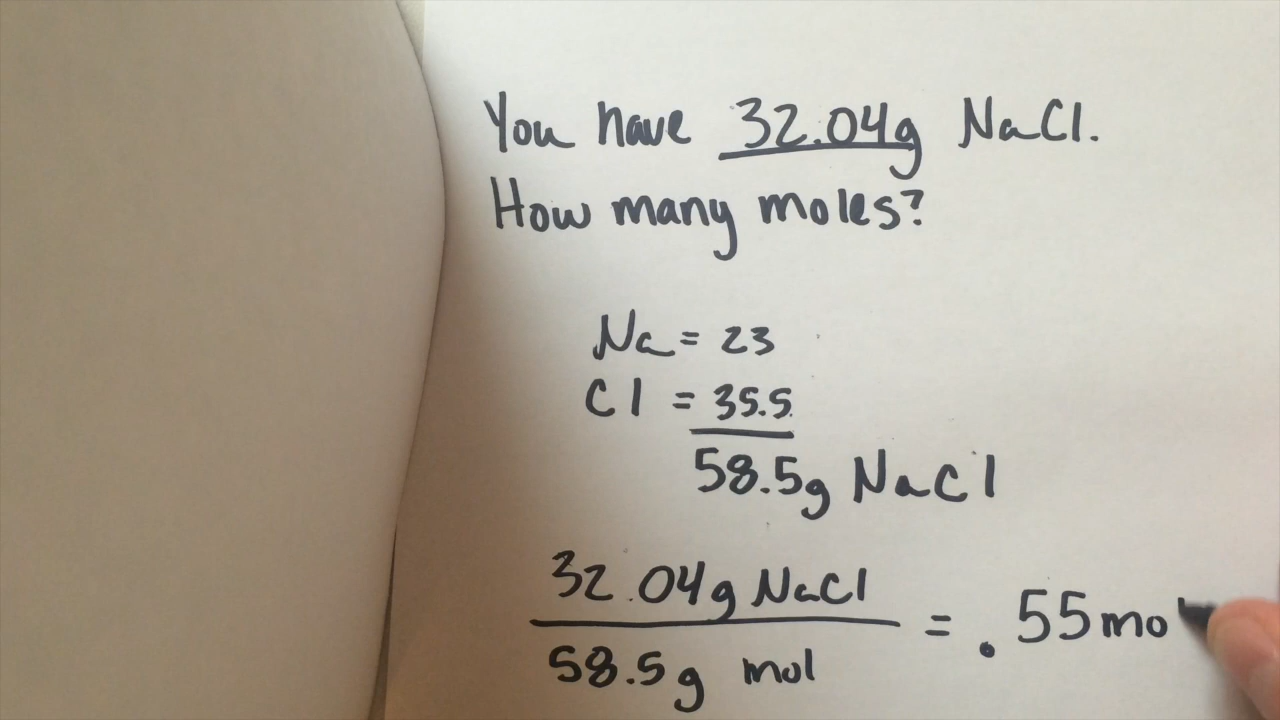 You have 32.04g NaCl.
How many moles?
Na = 23
Cl = 35.5
58.5g NaCl
32.04g NaCl
58.5g mol
= .55 mo